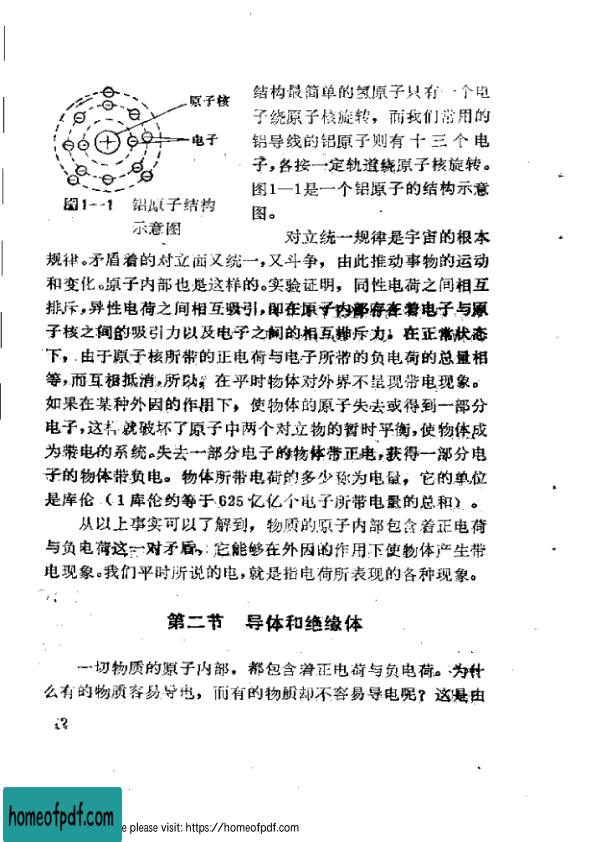 原子核
电子
图1—1 铝原子结构
示意图
结构最简单的氢原子只有一个电
子绕原子核旋转，而我们常用的
铝导线的铝原子则有十三个电
子，各按一定轨道绕原子核旋转。
图1—1是一个铝原子的结构示意
图。
对立统一规律是宇宙的根本
规律。矛盾着的对立面又统一，又斗争，由此推动事物的运动
和变化。原子内部也是这样的。实验证明，同性电荷之间相互
排斥，异性电荷之间相互吸引，即在原子内部存在着电子与原
子核之间的吸引力以及电子之间的相互排斥力。在正常状态
下，由于原子核所带的正电荷与电子所带的负电荷的总量相
等，而互相抵消，所以，在平时物体对外界不呈现带电现象。
如果在某种外因的作用下，使物体的原子失去或得到一部分
电子，这样就破坏了原子中两个对立物的暂时平衡，使物体成
为带电的系统。失去一部分电子的物体带正电，获得一部分电
子的物体带负电。物体所带电荷的多少称为电量，它的单位
是库伦（1库伦约等于625亿亿个电子所带电量的总和）。
从以上事实可以了解到，物质的原子内部包含着正电荷
与负电荷这一对矛盾，它能够在外因的作用下使物体产生带
电现象。我们平时所说的电，就是指电荷所表现的各种现象。
第二节 导体和绝缘体
一切物质的原子内部，都包含着正电荷与负电荷。为什
么有的物质容易导电，而有的物质却不容易导电呢？这是由
2
homeofpdf.com
e please visit: https://homeofpdf.com